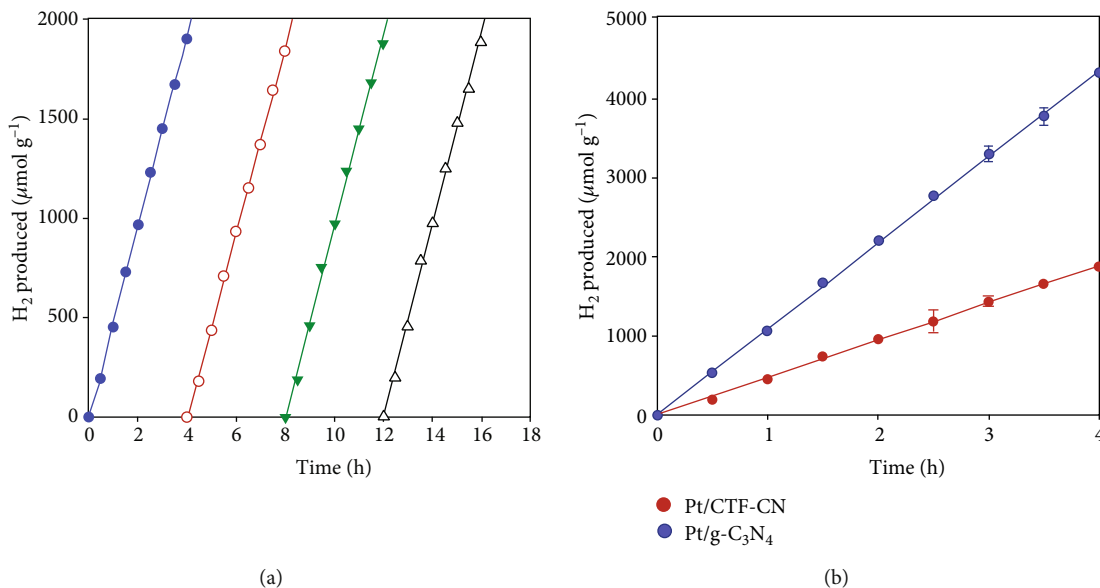 H₂ produced (μmol g⁻¹)
2000
1500
1000
500
0
0 2 4 6 8 10 12 14 16 18
Time (h)
(a)
H₂ produced (μmol g⁻¹)
5000
4000
3000
2000
1000
0
0 1 2 3 4
Time (h)
Pt/CTF-CN
Pt/g-C₃N₄
(b)